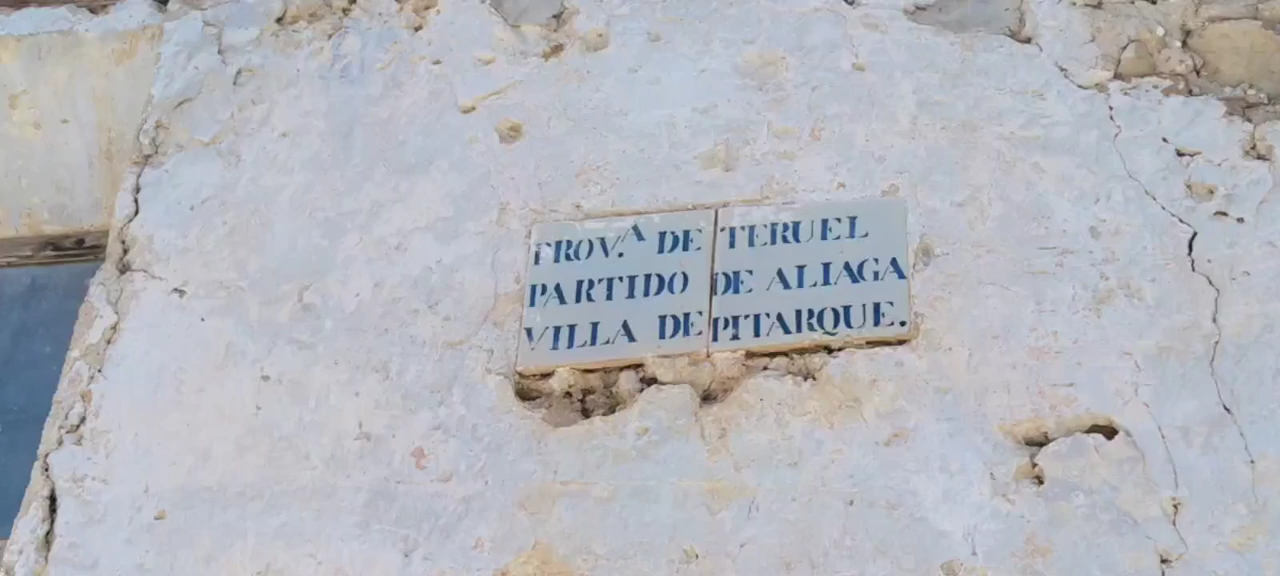 PROV.A DE TERUEL
PARTIDO DE ALIAGA
VILLA DE PITARQUE.